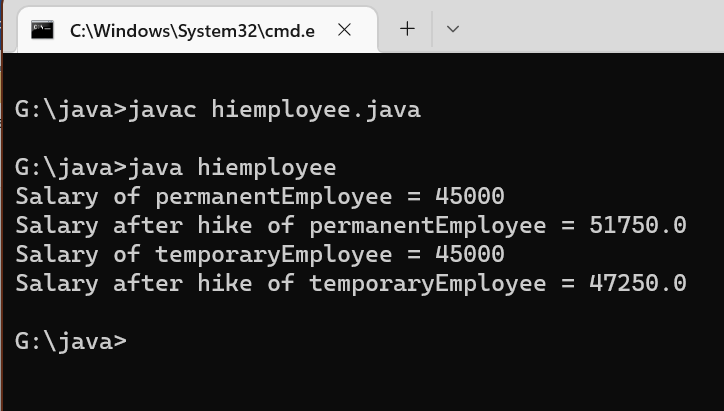 C:\Windows\System32\cmd.e
G:\java>javac hiemployee.java
G:\java>java hiemployee
Salary of permanentEmployee = 45000
Salary after hike of permanentEmployee = 51750.0
Salary of temporaryEmployee = 45000
Salary after hike of temporaryEmployee = 47250.0
G:\java>